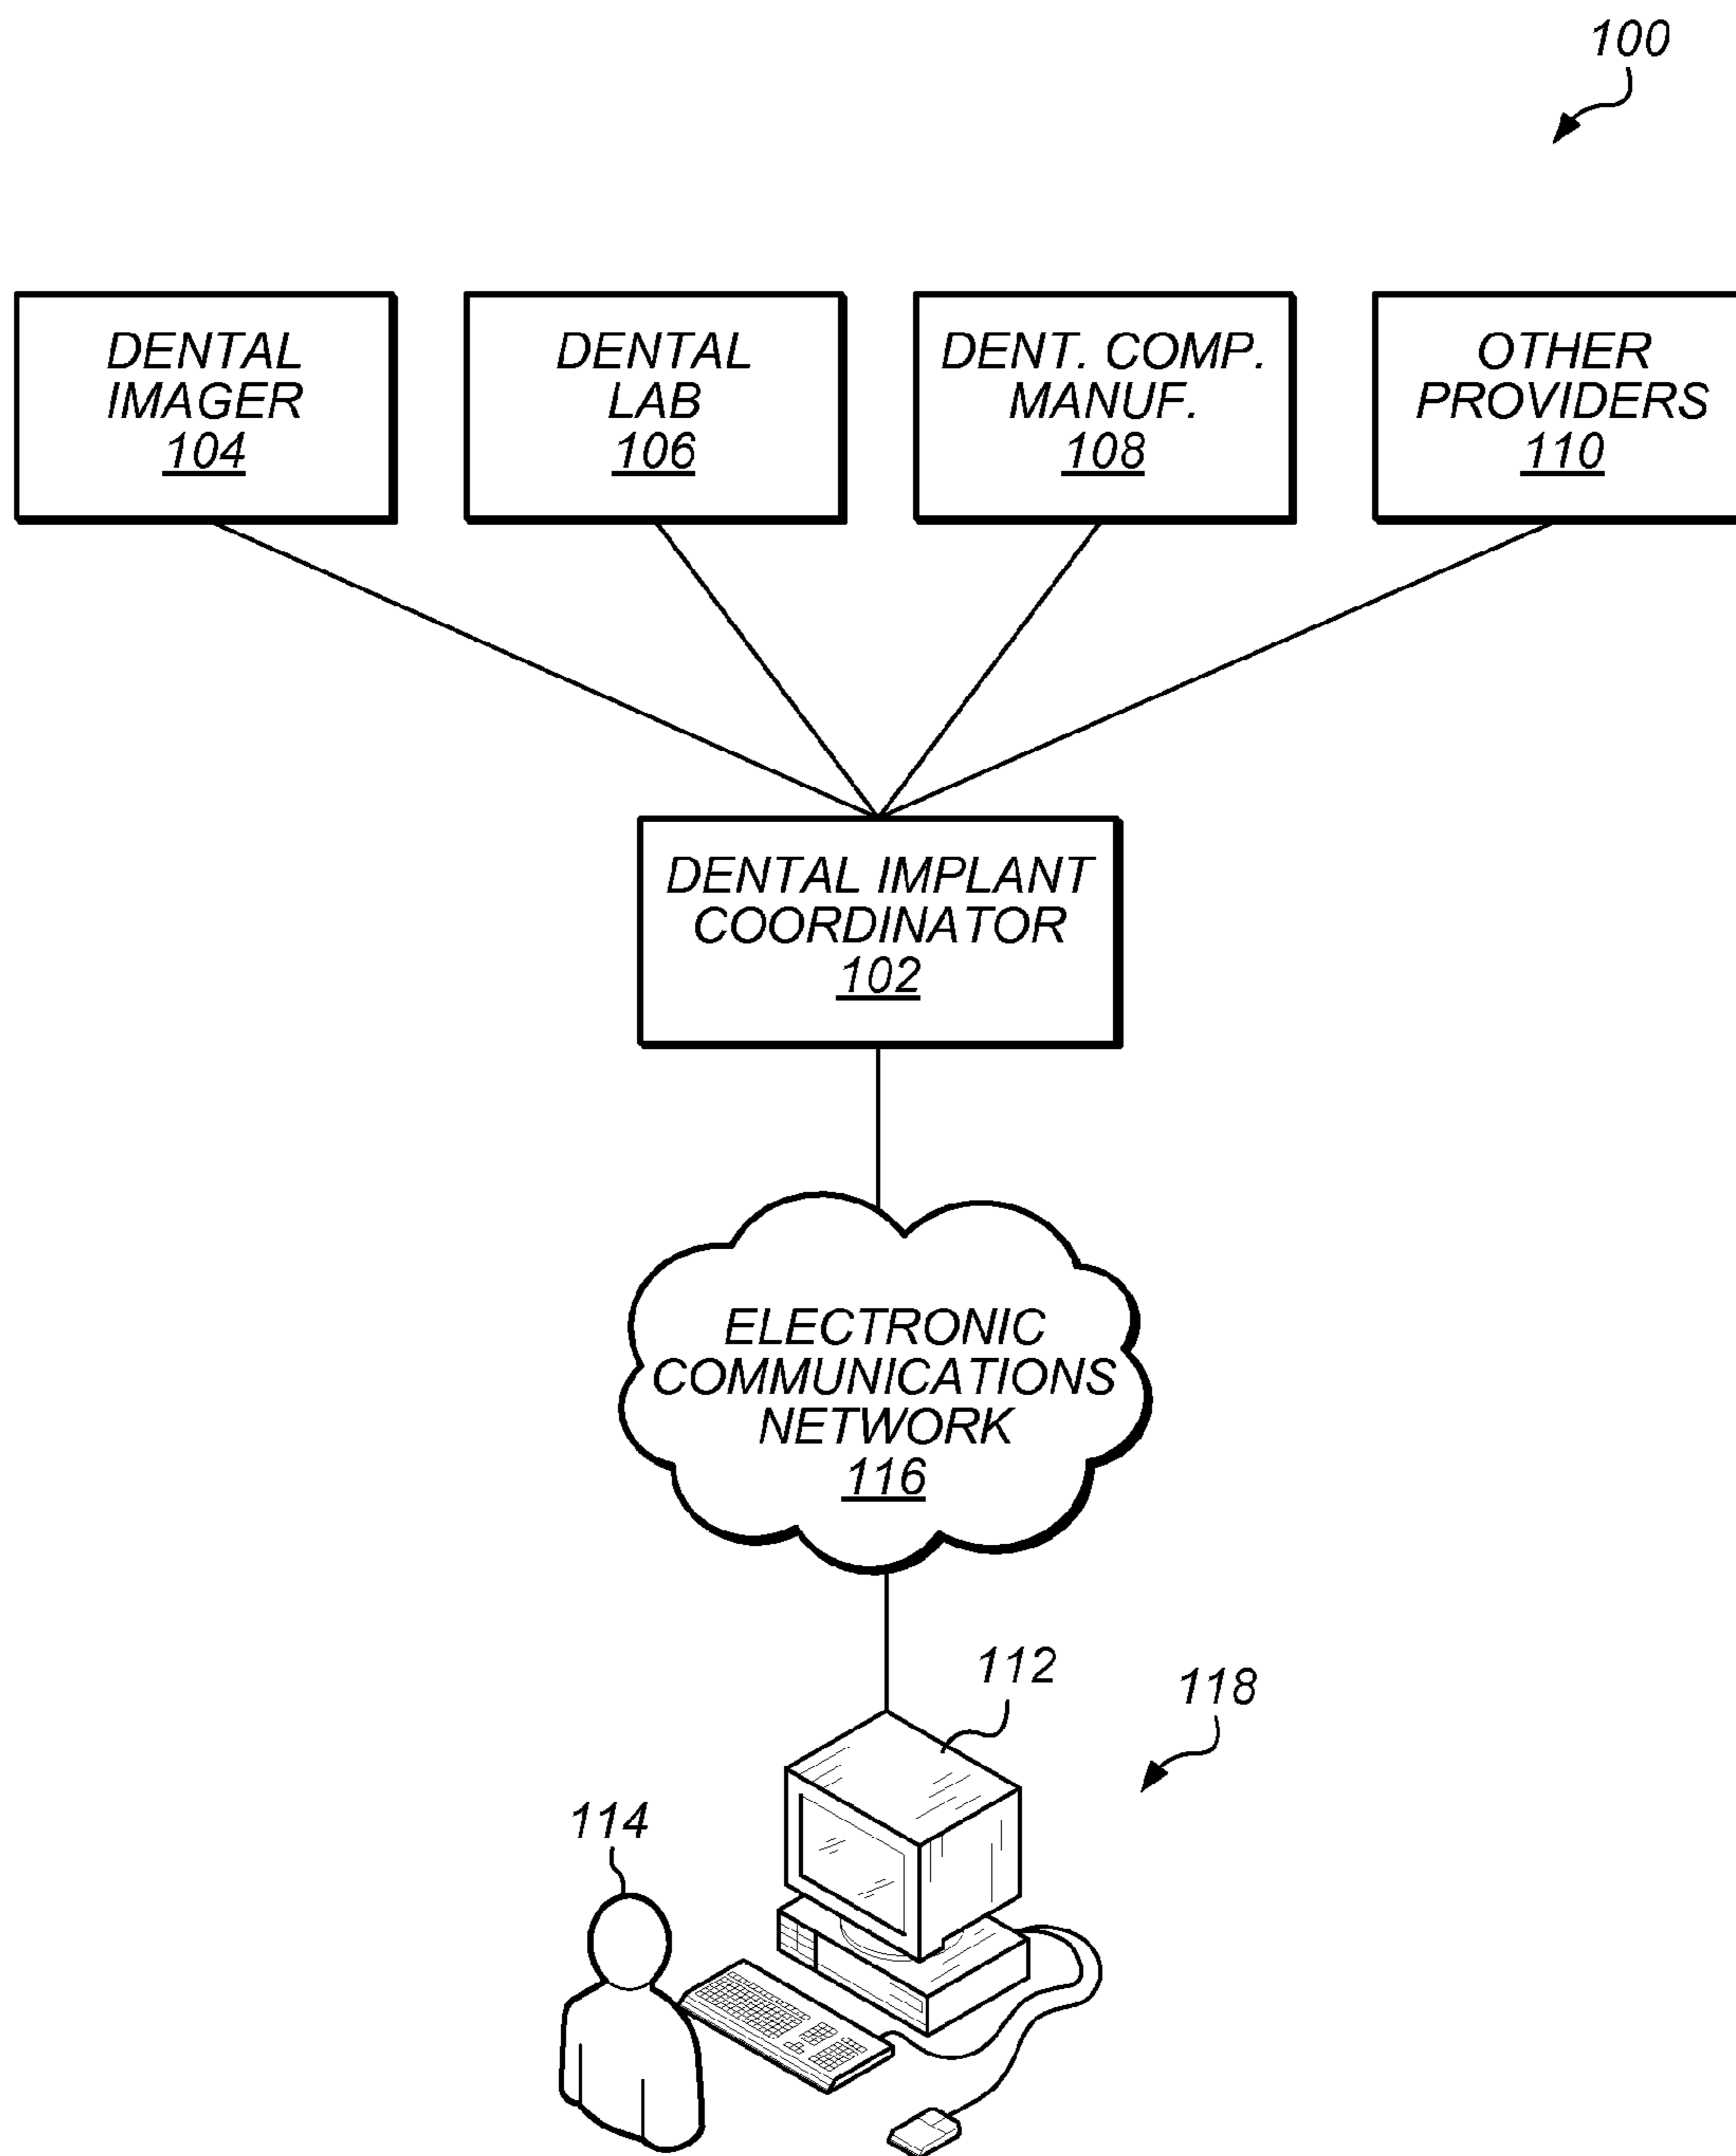 100
DENTAL
IMAGER
104
DENTAL
LAB
106
DENT. COMP.
MANUF.
108
OTHER
PROVIDERS
110
DENTAL IMPLANT
COORDINATOR
102
ELECTRONIC
COMMUNICATIONS
NETWORK
116
112
118
114